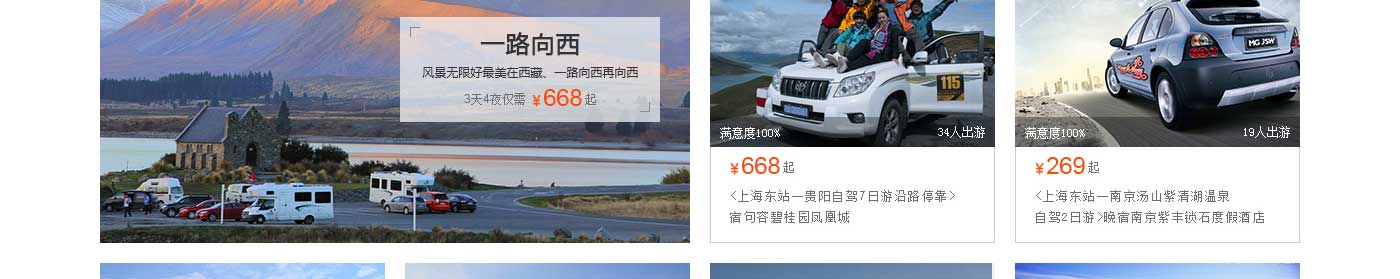 一路向西
风景无限好最美在西藏、一路向西再向西
3天4夜仅需 ¥668起
115
满意度100% 34人出游
¥668起
<上海东站—贵阳自驾7日游沿路停靠>
宿句容碧桂园凤凰城
MG JSW
满意度100% 19人出游
¥269起
<上海东站—南京汤山紫清湖温泉
自驾2日游>晚宿南京紫丰锁石度假酒店